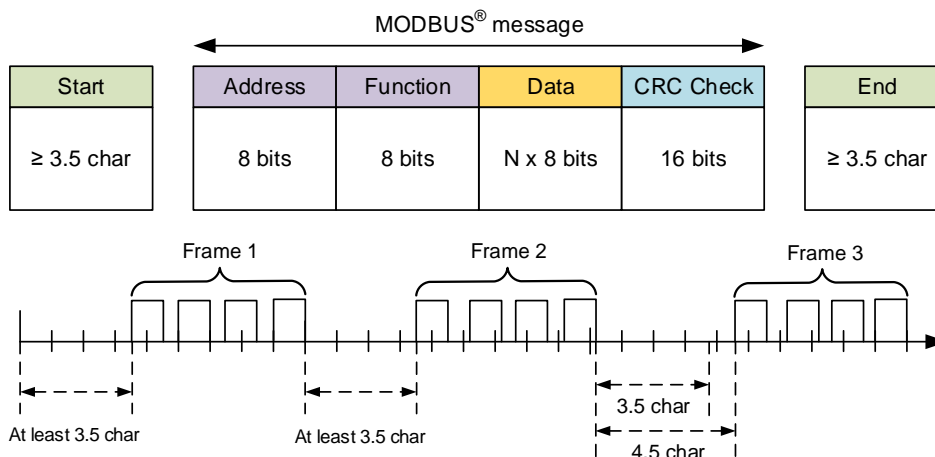 MODBUS® message
Start
Address
Function
Data
CRC Check
End
≥ 3.5 char
8 bits
8 bits
N x 8 bits
16 bits
≥ 3.5 char
Frame 1
Frame 2
Frame 3
At least 3.5 char
At least 3.5 char
3.5 char
4.5 char